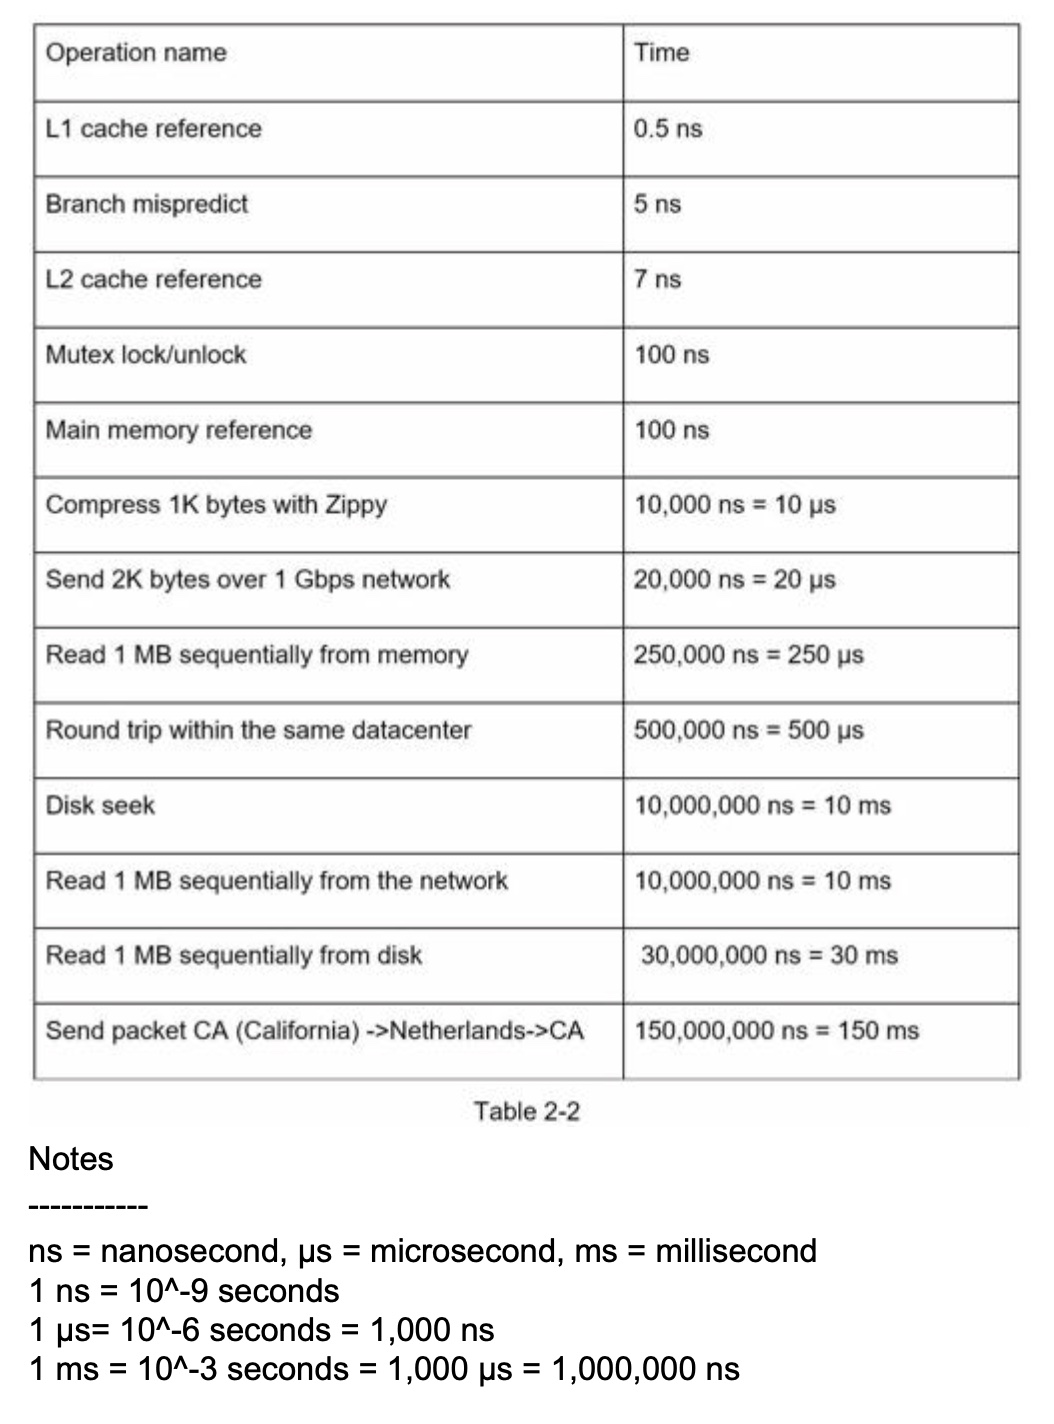 Operation name Time
L1 cache reference 0.5 ns
Branch mispredict 5 ns
L2 cache reference 7 ns
Mutex lock/unlock 100 ns
Main memory reference 100 ns
Compress 1K bytes with Zippy 10,000 ns = 10 µs
Send 2K bytes over 1 Gbps network 20,000 ns = 20 µs
Read 1 MB sequentially from memory 250,000 ns = 250 µs
Round trip within the same datacenter 500,000 ns = 500 µs
Disk seek 10,000,000 ns = 10 ms
Read 1 MB sequentially from the network 10,000,000 ns = 10 ms
Read 1 MB sequentially from disk 30,000,000 ns = 30 ms
Send packet CA (California) ->Netherlands->CA 150,000,000 ns = 150 ms
Table 2-2
Notes
-----------
ns = nanosecond, µs = microsecond, ms = millisecond
1 ns = 10^-9 seconds
1 µs= 10^-6 seconds = 1,000 ns
1 ms = 10^-3 seconds = 1,000 µs = 1,000,000 ns